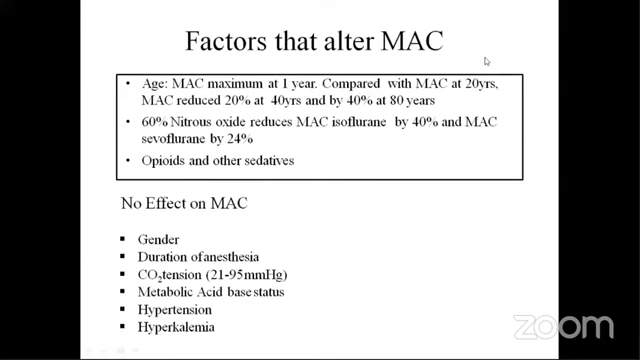 Factors that alter MAC
• Age: MAC maximum at 1 year. Compared with MAC at 20yrs,
MAC reduced 20% at 40yrs and by 40% at 80 years
• 60% Nitrous oxide reduces MAC isoflurane by 40% and MAC
sevoflurane by 24%
• Opioids and other sedatives
No Effect on MAC
▪ Gender
▪ Duration of anesthesia
▪ CO₂tension (21-95mmHg)
▪ Metabolic Acid base status
▪ Hypertension
▪ Hyperkalemia
zoom